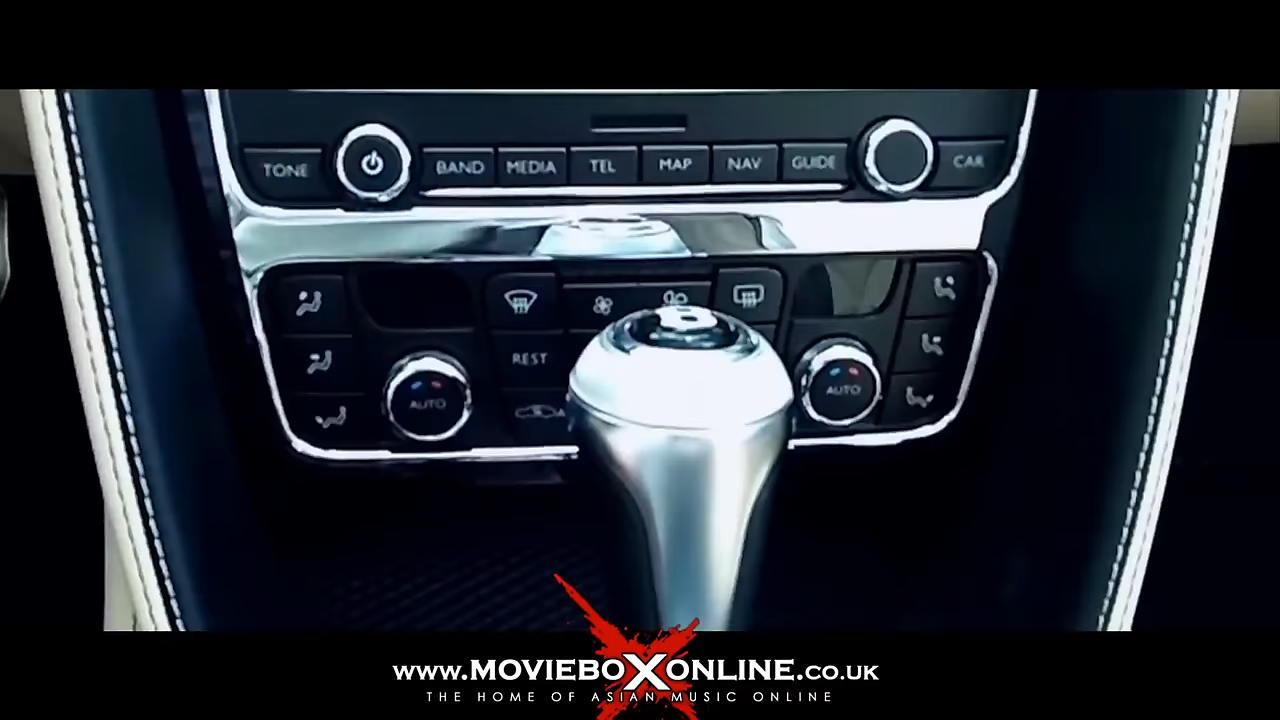 TONE BAND MEDIA TEL MAP NAV GUIDE CAR
REST
AUTO AUTO
www.MOVIEBOXONLINE.co.uk
THE HOME OF ASIAN MUSIC ONLINE